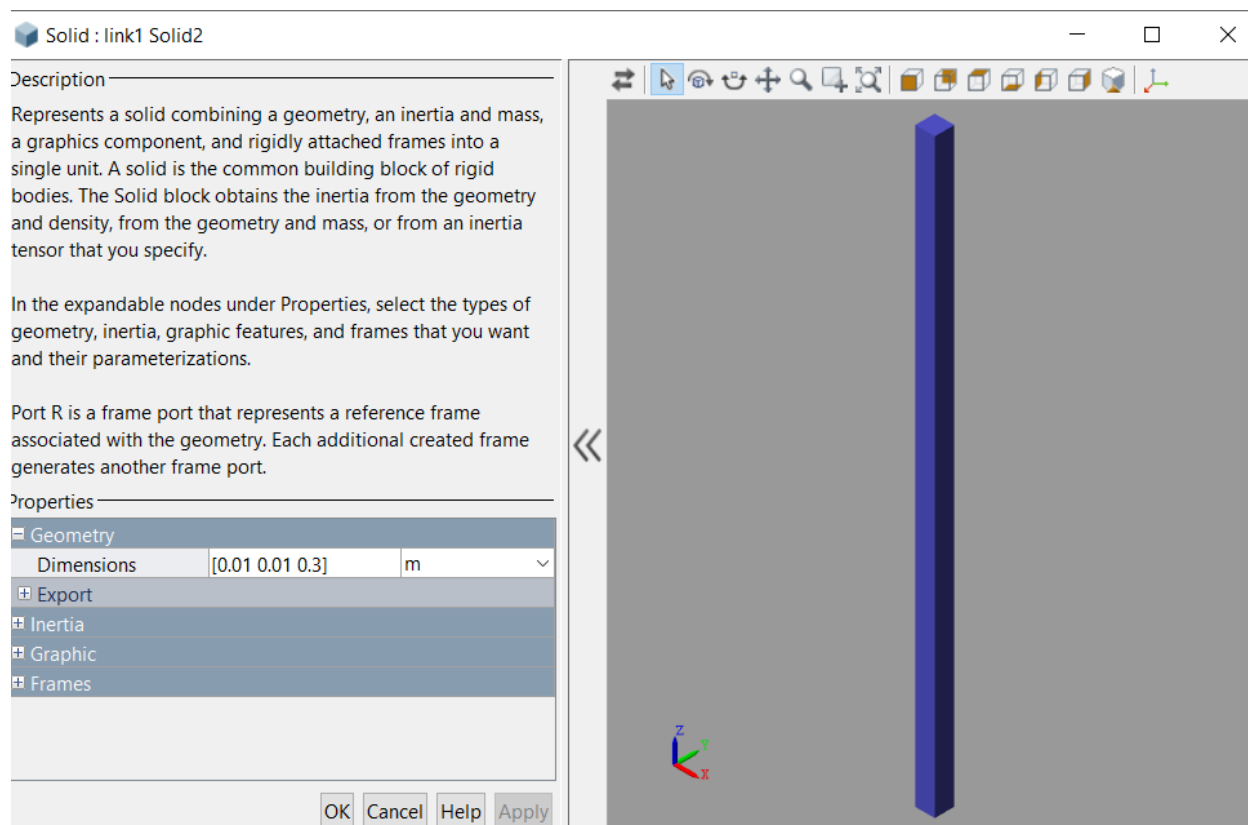 Solid : link1 Solid2
Description
Represents a solid combining a geometry, an inertia and mass,
a graphics component, and rigidly attached frames into a
single unit. A solid is the common building block of rigid
bodies. The Solid block obtains the inertia from the geometry
and density, from the geometry and mass, or from an inertia
tensor that you specify.
In the expandable nodes under Properties, select the types of
geometry, inertia, graphic features, and frames that you want
and their parameterizations.
Port R is a frame port that represents a reference frame
associated with the geometry. Each additional created frame
generates another frame port.
Properties
Geometry
Dimensions [0.01 0.01 0.3] m
Export
Inertia
Graphic
Frames
OK Cancel Help Apply
Z
Y
X